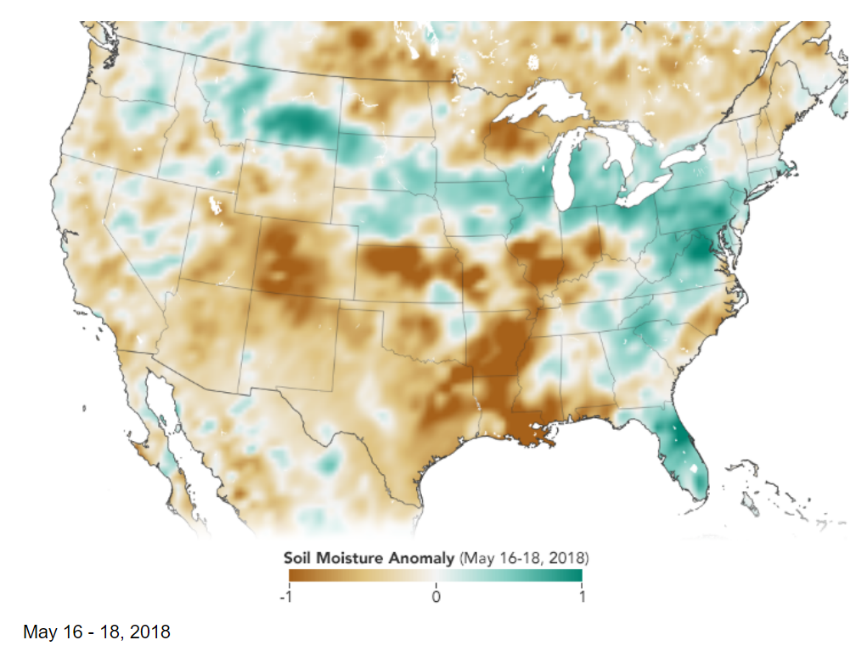 Soil Moisture Anomaly (May 16-18, 2018)
-1 0 1
May 16 - 18, 2018